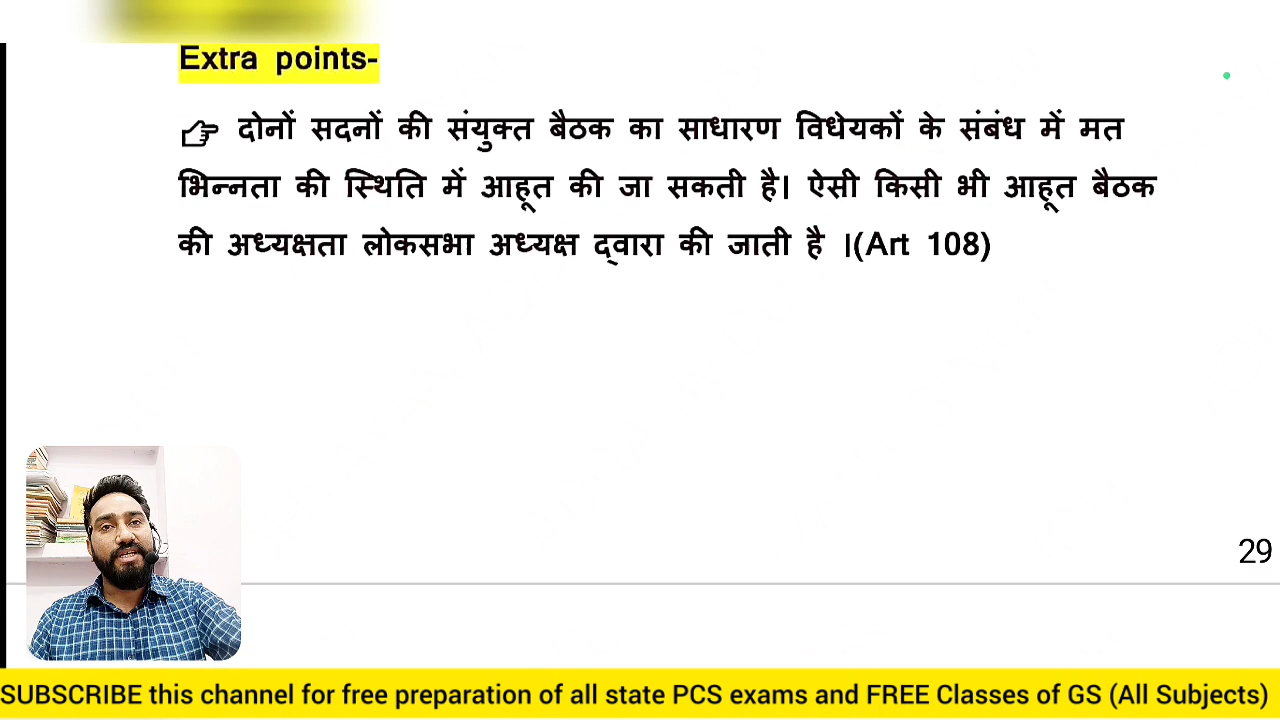 Extra points-
दोनों सदनों की संयुक्त बैठक का साधारण विधेयकों के संबंध में मत
भिन्नता की स्थिति में आहूत की जा सकती है। ऐसी किसी भी आहूत बैठक
की अध्यक्षता लोकसभा अध्यक्ष द्वारा की जाती है ।(Art 108)
29
SUBSCRIBE this channel for free preparation of all state PCS exams and FREE Classes of GS (All Subjects)